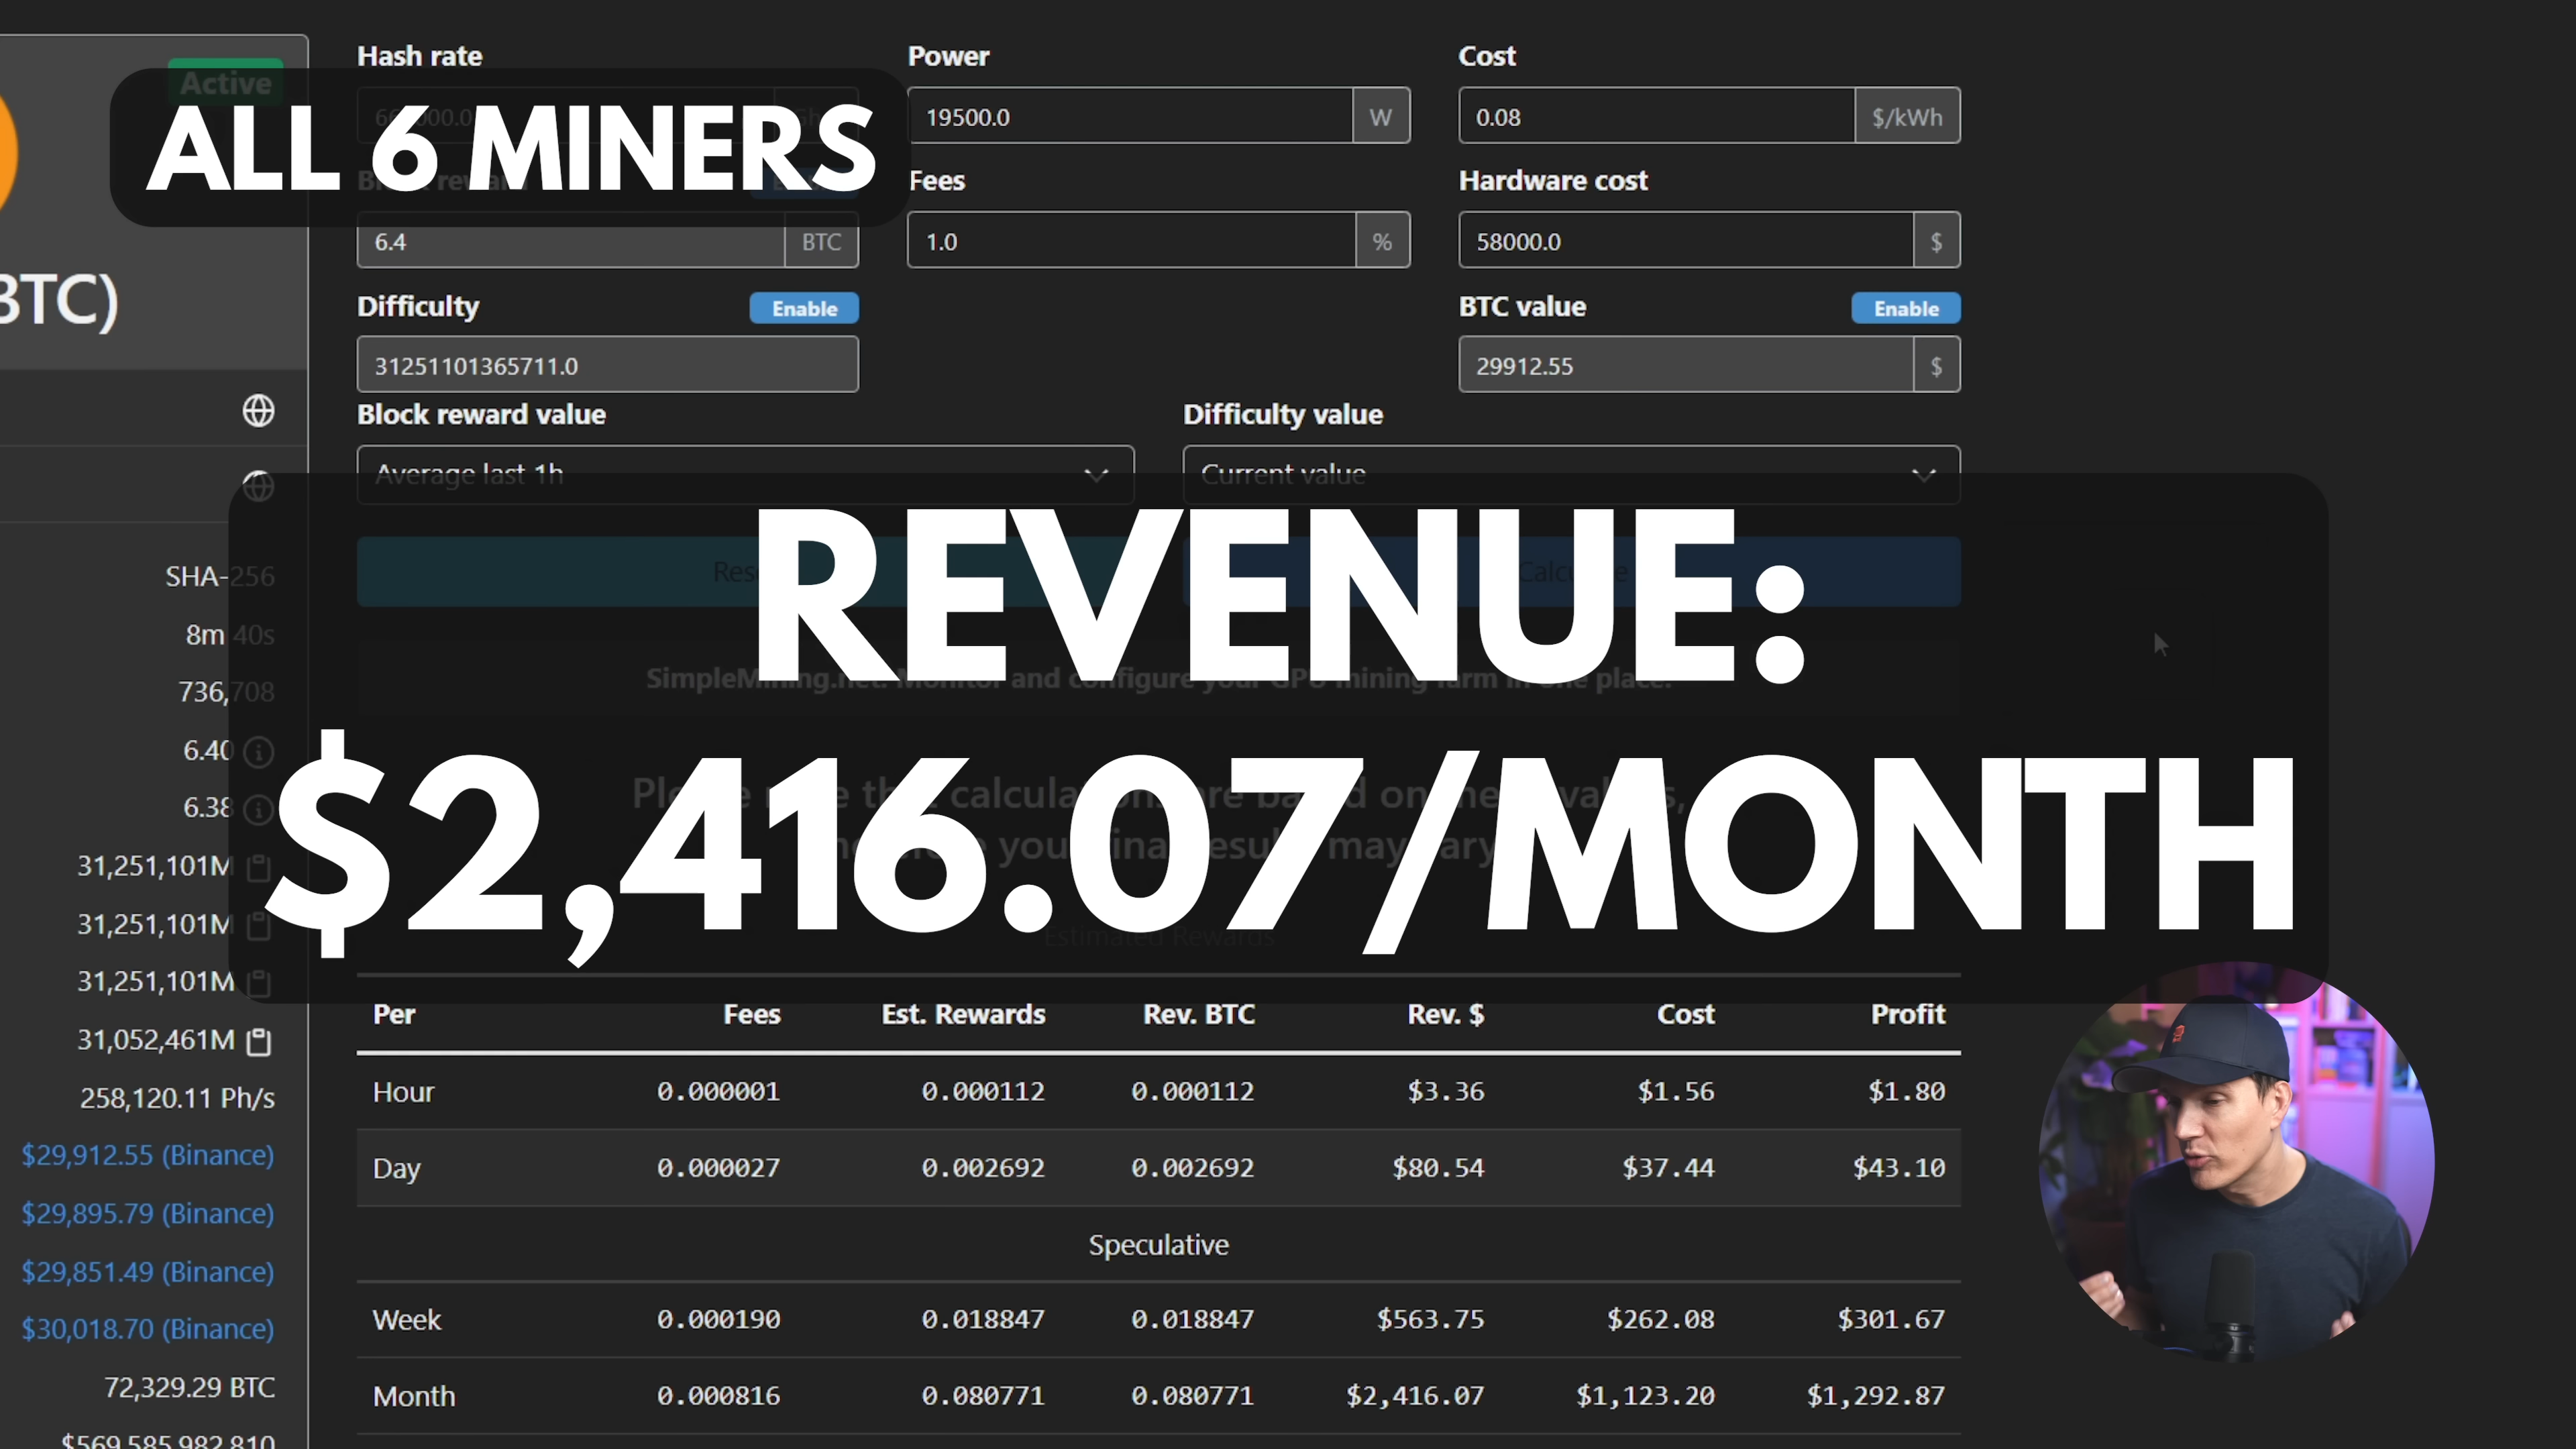 Active
BTC)
SHA-256
8m 40s
736,708
6.40
6.38
31,251,101M
31,251,101M
31,251,101M
31,052,461M
258,120.11 Ph/s
$29,912.55 (Binance)
$29,895.79 (Binance)
$29,851.49 (Binance)
$30,018.70 (Binance)
72,329.29 BTC
$569,585,982,810
ALL 6 MINERS
Hash rate
Power
19500.0 W
Cost
0.08 $/kWh
6.4 BTC
Fees
1.0 %
Hardware cost
58000.0 $
Difficulty Enable
31251101365711.0
BTC value Enable
29912.55 $
Block reward value
Average last 1h
Difficulty value
Current value
REVENUE:
$2,416.07/MONTH
Estimated Rewards
Per Fees Est. Rewards Rev. BTC Rev. $ Cost Profit
Hour 0.000001 0.000112 0.000112 $3.36 $1.56 $1.80
Day 0.000027 0.002692 0.002692 $80.54 $37.44 $43.10
Speculative
Week 0.000190 0.018847 0.018847 $563.75 $262.08 $301.67
Month 0.000816 0.080771 0.080771 $2,416.07 $1,123.20 $1,292.87